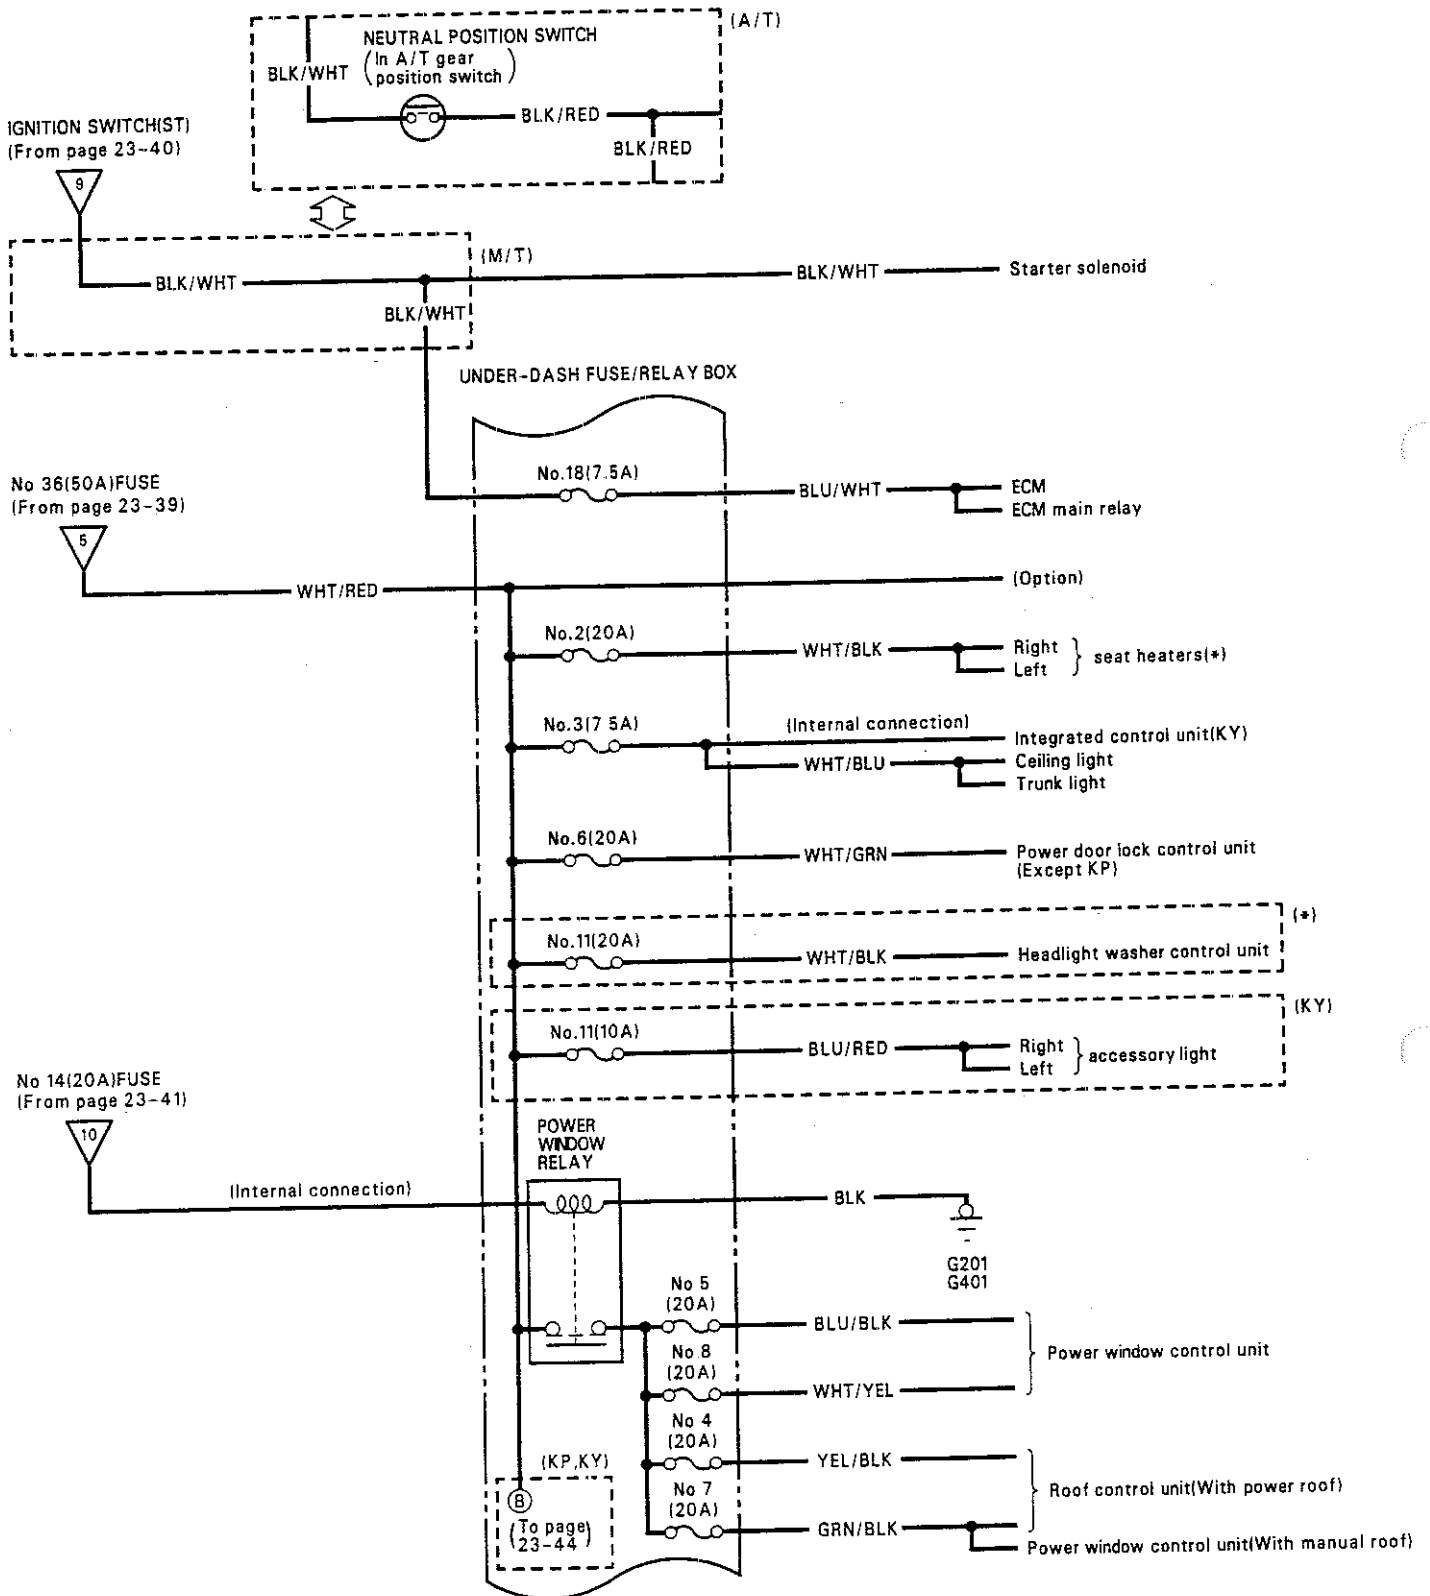 (A/T)
NEUTRAL POSITION SWITCH
(In A/T gear
position switch)
BLK/WHT
BLK/RED
BLK/RED
IGNITION SWITCH(ST)
(From page 23-40)
9
(M/T)
BLK/WHT
BLK/WHT
Starter solenoid
BLK/WHT
UNDER-DASH FUSE/RELAY BOX
No 36(50A)FUSE
(From page 23-39)
5
No.18(7.5A)
BLU/WHT
ECM
ECM main relay
WHT/RED
(Option)
No.2(20A)
WHT/BLK
Right
Left
seat heaters(*)
No.3(7 5A)
(Internal connection)
Integrated control unit(KY)
WHT/BLU
Ceiling light
Trunk light
No.6(20A)
WHT/GRN
Power door lock control unit
(Except KP)
(*)
No.11(20A)
WHT/BLK
Headlight washer control unit
(KY)
No.11(10A)
BLU/RED
Right
Left
accessory light
No 14(20A)FUSE
(From page 23-41)
10
POWER
WINDOW
RELAY
(Internal connection)
BLK
G201
G401
No 5
(20A)
BLU/BLK
No.8
(20A)
WHT/YEL
Power window control unit
No 4
(20A)
YEL/BLK
No 7
(20A)
GRN/BLK
Roof control unit(With power roof)
Power window control unit(With manual roof)
(KP,KY)
B
(To page
23-44)